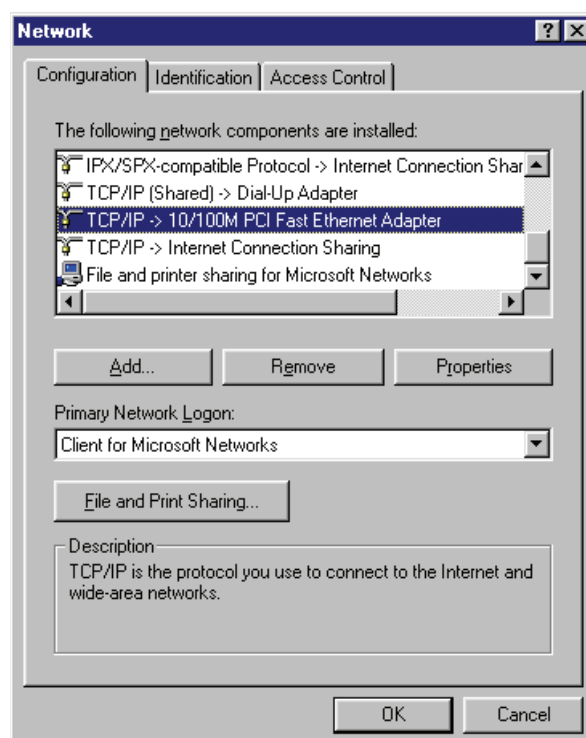 Network
Configuration Identification Access Control
The following network components are installed:
IPX/SPX-compatible Protocol -> Internet Connection Shar
TCP/IP (Shared) -> Dial-Up Adapter
TCP/IP -> 10/100M PCI Fast Ethernet Adapter
TCP/IP -> Internet Connection Sharing
File and printer sharing for Microsoft Networks
Add... Remove Properties
Primary Network Logon:
Client for Microsoft Networks
File and Print Sharing...
Description
TCP/IP is the protocol you use to connect to the Internet and
wide-area networks.
OK Cancel